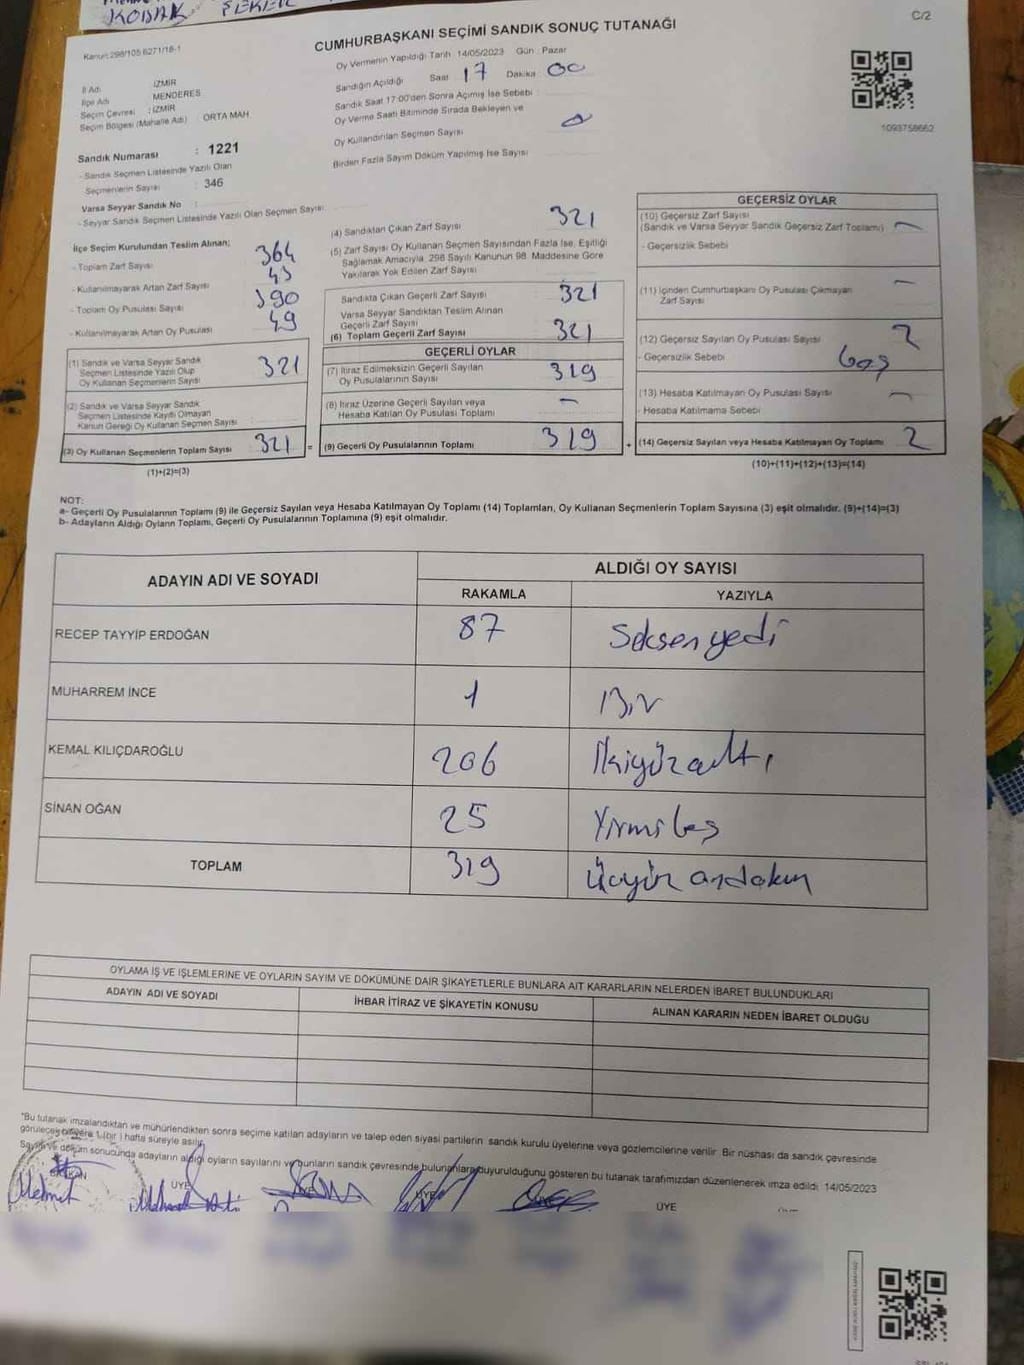 KOBAK
CUMHURBAŞKANI SEÇİMİ SANDIK SONUÇ TUTANAĞI
C/2
Kanun: 298/105 6271/18-1
Oy Vermenin Yapıldığı Tarih 14/05/2023 Gün : Pazar
Sandığın Açıldığı Saat 17 Dakika 00
Sandık Saat 17:00'den Sonra Açımış İse Sebebi :
Oy Verme Saati Bitiminde Sırada Bekleyen ve
Oy Kullandırılan Seçmen Sayısı
Birden Fazla Sayım Döküm Yapılmış İse Sayısı
1093758662
İl Adı : İZMİR
İlçe Adı : MENDERES
Seçim Çevresi : İZMİR
Seçim Bölgesi (Mahalle Adı) : ORTA MAH
Sandık Numarası : 1221
- Sandık Seçmen Listesinde Yazılı Olan
Seçmenlerin Sayısı : 346
Varsa Seyyar Sandık No :
- Seyyar Sandık Seçmen Listesinde Yazılı Olan Seçmen Sayısı :
İlçe Seçim Kurulundan Teslim Alınan;
- Toplam Zarf Sayısı 364
- Kullanılmayarak Artan Zarf Sayısı 43
- Toplam Oy Pusulası Sayısı 390
- Kullanılmayarak Artan Oy Pusulası 49
(1) Sandık ve Varsa Seyyar Sandık
Seçmen Listesinde Yazılı Olup
Oy Kullanan Seçmenlerin Sayısı 321
(2) Sandık ve Varsa Seyyar Sandık
Seçmen Listesinde Kayıtlı Olmayan
Kanun Gereği Oy Kullanan Seçmen Sayısı
(3) Oy Kullanan Seçmenlerin Toplam Sayısı 321 =
(1)+(2)=(3)
(4) Sandıktan Çıkan Zarf Sayısı 321
(5) Zarf Sayısı Oy Kullanan Seçmen Sayısından Fazla İse, Eşitliği
Sağlamak Amacıyla, 298 Sayılı Kanunun 98. Maddesine Göre
Yakılarak Yok Edilen Zarf Sayısı
Sandıkta Çıkan Geçerli Zarf Sayısı 321
Varsa Seyyar Sandıktan Teslim Alınan
Geçerli Zarf Sayısı
(6) Toplam Geçerli Zarf Sayısı 321
GEÇERLİ OYLAR
(7) İtiraz Edilmeksizin Geçerli Sayılan
Oy Pusulalarının Sayısı 319
(8) İtiraz Üzerine Geçerli Sayılan veya
Hesaba Katılan Oy Pusulası Toplamı -
(9) Geçerli Oy Pusulalarının Toplamı 319 +
GEÇERSİZ OYLAR
(10) Geçersiz Zarf Sayısı
(Sandık ve Varsa Seyyar Sandık Geçersiz Zarf Toplamı) -
- Geçersizlik Sebebi
(11) İçinden Cumhurbaşkanı Oy Pusulası Çıkmayan
Zarf Sayısı -
(12) Geçersiz Sayılan Oy Pusulası Sayısı 2
- Geçersizlik Sebebi boş
(13) Hesaba Katılmayan Oy Pusulası Sayısı -
- Hesaba Katılmama Sebebi
(14) Geçersiz Sayılan veya Hesaba Katılmayan Oy Toplamı 2
(10)+(11)+(12)+(13)=(14)
NOT:
a- Geçerli Oy Pusulalarının Toplamı (9) ile Geçersiz Sayılan veya Hesaba Katılmayan Oy Toplamı (14) Toplamları, Oy Kullanan Seçmenlerin Toplam Sayısına (3) eşit olmalıdır. (9)+(14)=(3)
b- Adayların Aldığı Oyların Toplamı, Geçerli Oy Pusulalarının Toplamına (9) eşit olmalıdır.
ADAYIN ADI VE SOYADI ALDIĞI OY SAYISI
RAKAMLA YAZIYLA
RECEP TAYYİP ERDOĞAN 87 Seksenyedi
MUHARREM İNCE 1 Bir
KEMAL KILIÇDAROĞLU 206 İkiyüzaltı
SİNAN OĞAN 25 Yirmibeş
TOPLAM 319 Üçyüz ondokuz
OYLAMA İŞ VE İŞLEMLERİNE VE OYLARIN SAYIM VE DÖKÜMÜNE DAİR ŞİKAYETLERLE BUNLARA AİT KARARLARIN NELERDEN İBARET BULUNDUKLARI
ADAYIN ADI VE SOYADI İHBAR İTİRAZ VE ŞİKAYETİN KONUSU ALINAN KARARIN NEDEN İBARET OLDUĞU
*Bu tutanak imzalandıktan ve mühürlendikten sonra seçime katılan adayların ve talep eden siyasi partilerin sandık kurulu üyelerine veya gözlemcilerine verilir. Bir nüshası da sandık çevresinde
görülecek bir yere 1 (bir ) hafta süreyle asılır.
Sayım ve döküm sonucunda adayların aldığı oyların sayılarını ve bunların sandık çevresinde bulunanlara duyurulduğunu gösteren bu tutanak tarafımızdan düzenlenerek imza edildi. 14/05/2023
BAŞKAN ÜYE ÜYE ÜYE ÜYE ÜYE
Mehmet